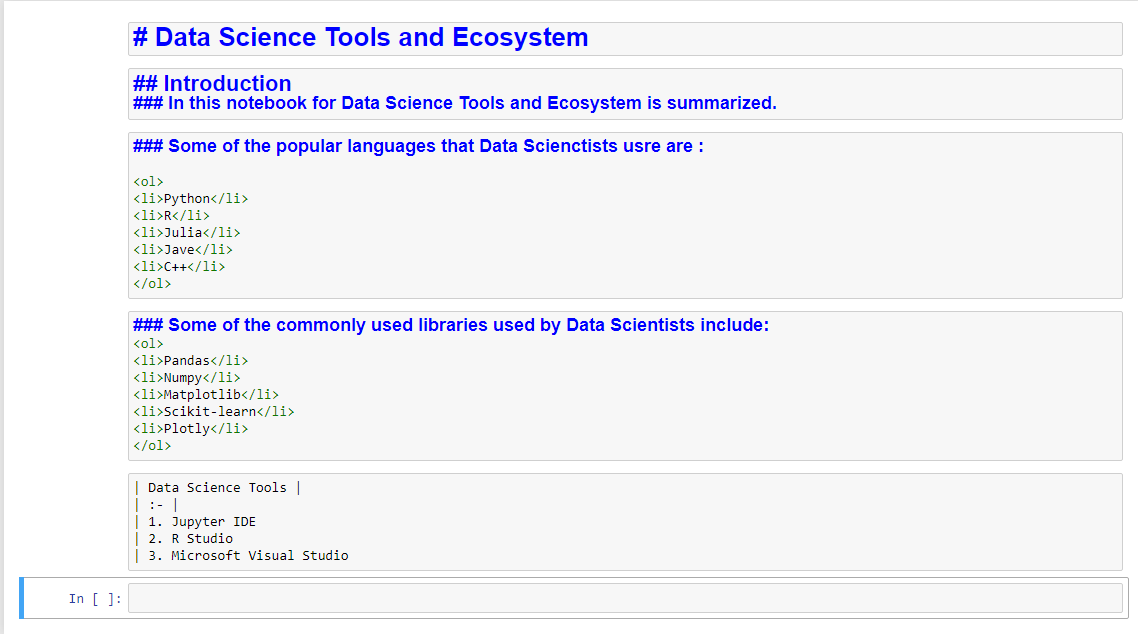 # Data Science Tools and Ecosystem
## Introduction
### In this notebook for Data Science Tools and Ecosystem is summarized.
### Some of the popular languages that Data Scienctists usre are :
<ol>
<li>Python</li>
<li>R</li>
<li>Julia</li>
<li>Jave</li>
<li>C++</li>
</ol>
### Some of the commonly used libraries used by Data Scientists include:
<ol>
<li>Pandas</li>
<li>Numpy</li>
<li>Matplotlib</li>
<li>Scikit-learn</li>
<li>Plotly</li>
</ol>
| Data Science Tools |
| :- |
| 1. Jupyter IDE
| 2. R Studio
| 3. Microsoft Visual Studio
In [ ]: